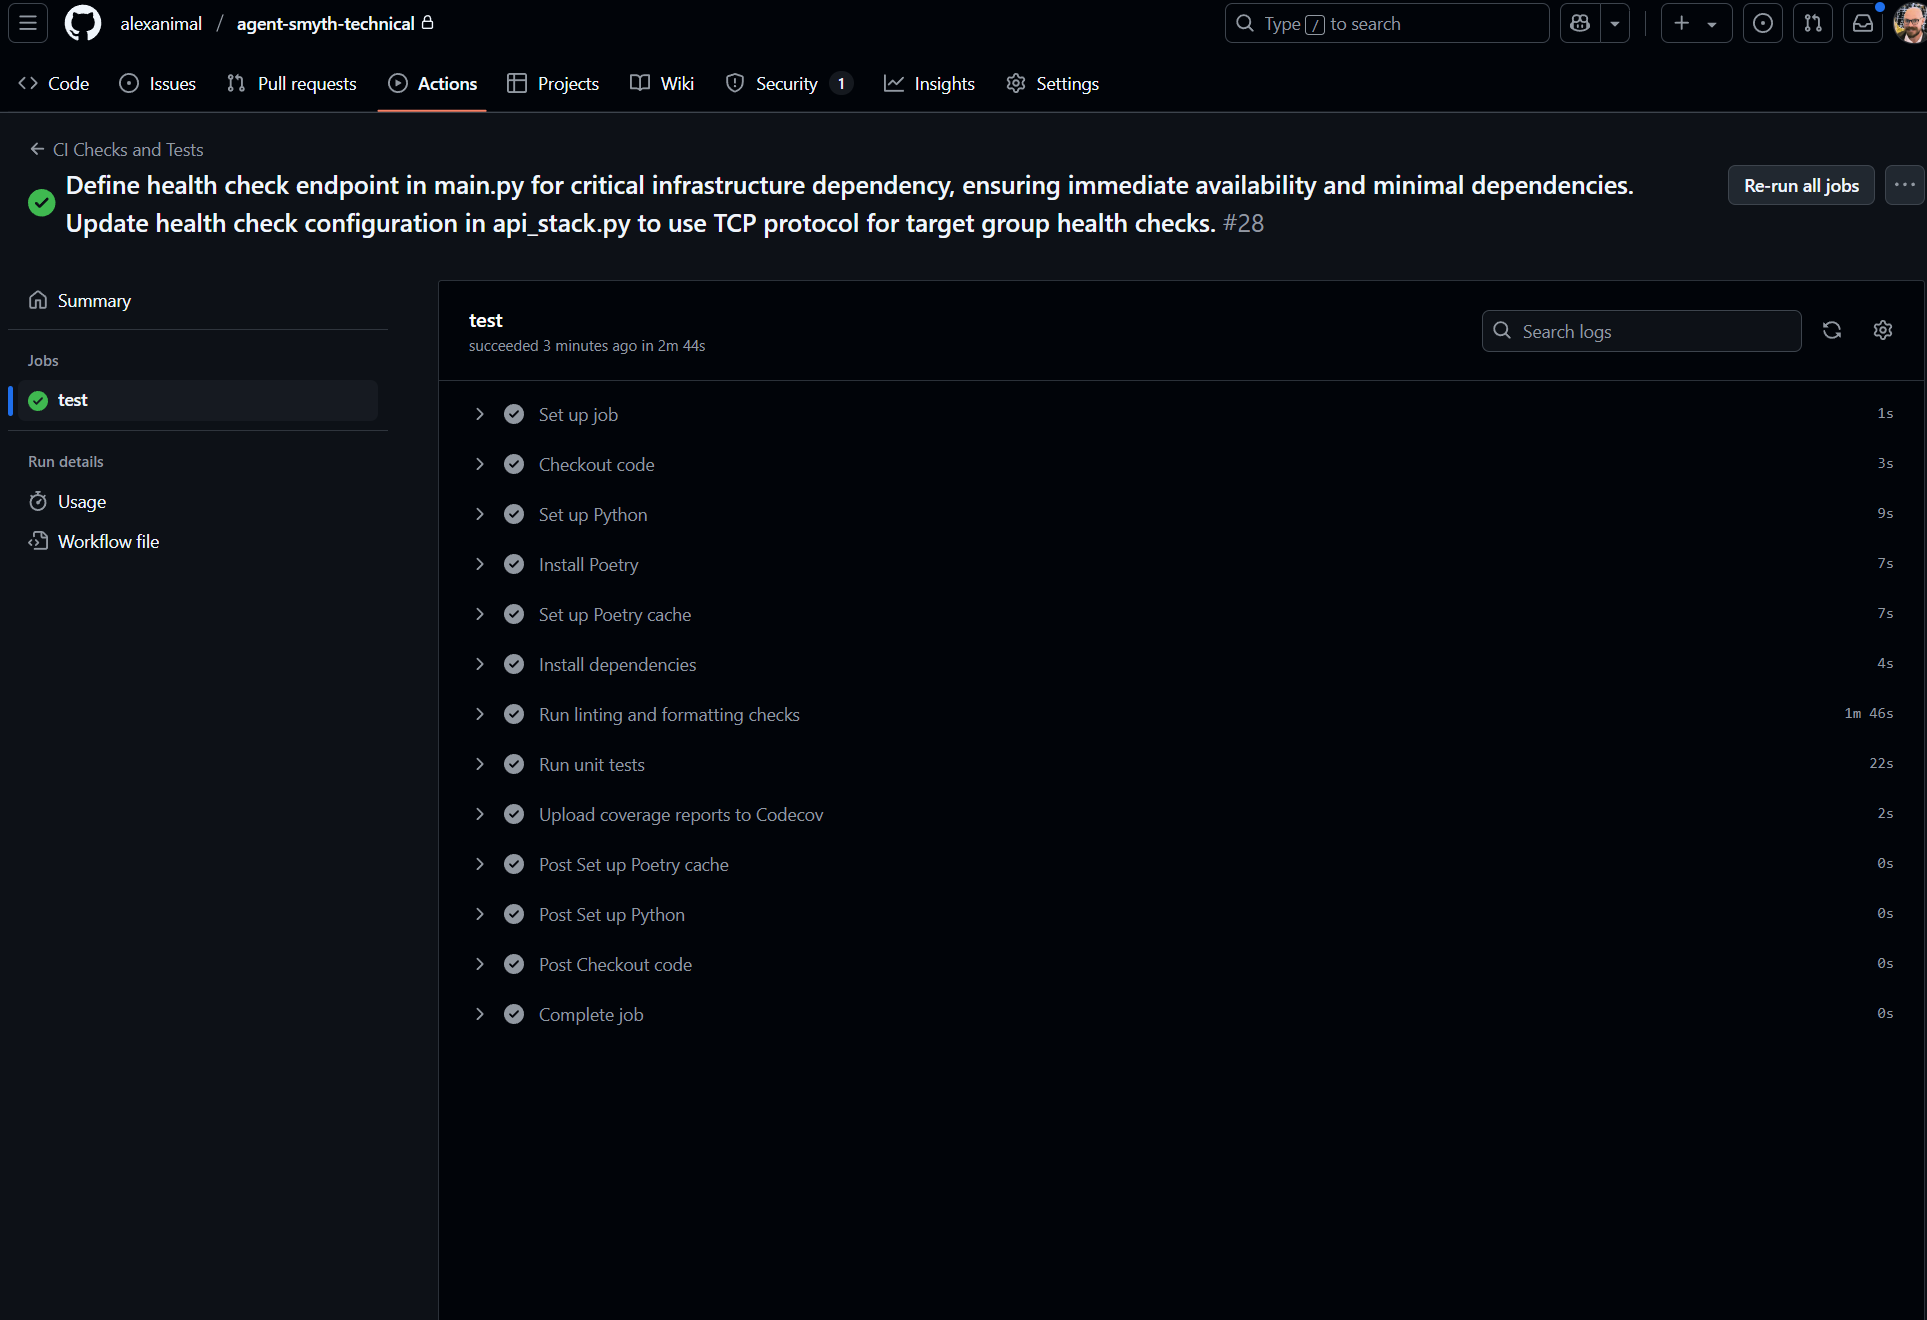 alexanimal / agent-smyth-technical
Type / to search
Code
Issues
Pull requests
Actions
Projects
Wiki
Security 1
Insights
Settings
CI Checks and Tests
Define health check endpoint in main.py for critical infrastructure dependency, ensuring immediate availability and minimal dependencies.
Update health check configuration in api_stack.py to use TCP protocol for target group health checks. #28
Re-run all jobs
Summary
Jobs
test
Run details
Usage
Workflow file
test
succeeded 3 minutes ago in 2m 44s
Search logs
Set up job 1s
Checkout code 3s
Set up Python 9s
Install Poetry 7s
Set up Poetry cache 7s
Install dependencies 4s
Run linting and formatting checks 1m 46s
Run unit tests 22s
Upload coverage reports to Codecov 2s
Post Set up Poetry cache 0s
Post Set up Python 0s
Post Checkout code 0s
Complete job 0s